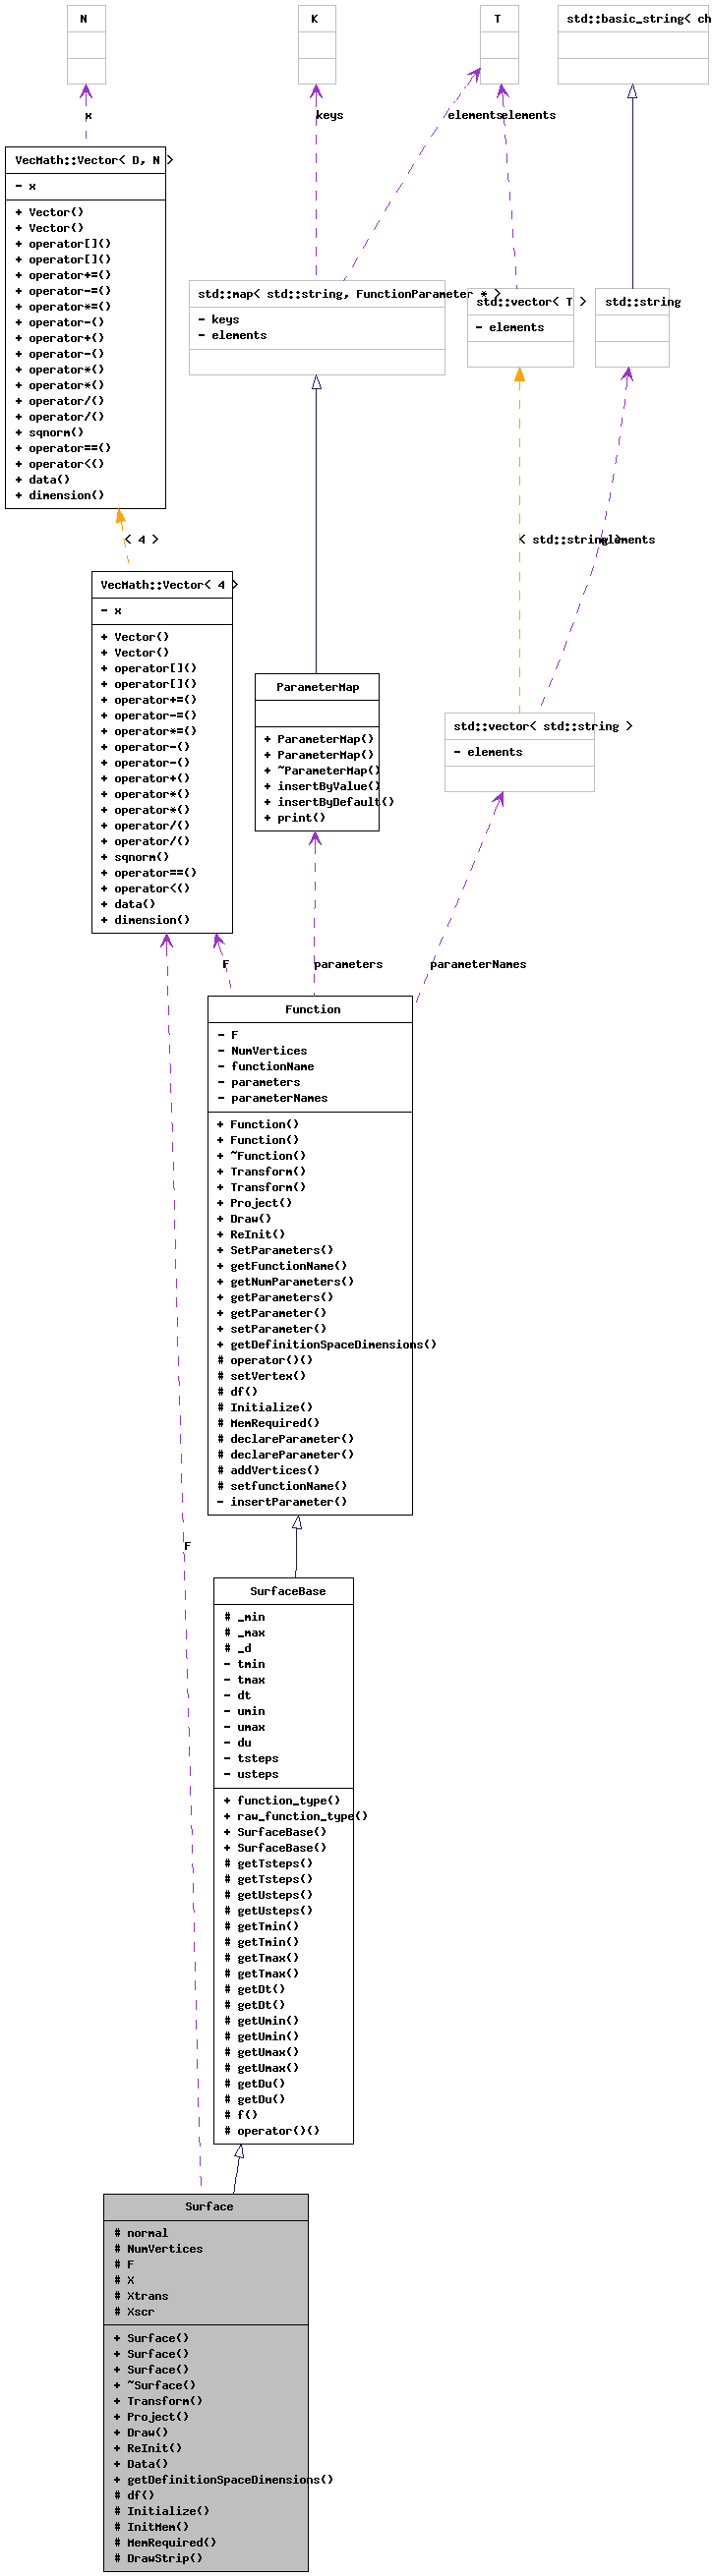 N
K
T
std::basic_string< ch
x
keys
elements
elements
VecMath::Vector< D, N >
- x
+ Vector()
+ Vector()
+ operator[]()
+ operator[]()
+ operator+=()
+ operator-=()
+ operator*=()
+ operator-()
+ operator+()
+ operator-()
+ operator*()
+ operator*()
+ operator/()
+ operator/()
+ sqnorm()
+ operator==()
+ operator<()
+ data()
+ dimension()
std::map< std::string, FunctionParameter * >
- keys
- elements
std::vector< T >
- elements
std::string
< 4 >
< std::string >
elements
VecMath::Vector< 4 >
- x
+ Vector()
+ Vector()
+ operator[]()
+ operator[]()
+ operator+=()
+ operator-=()
+ operator*=()
+ operator-()
+ operator-()
+ operator+()
+ operator*()
+ operator*()
+ operator/()
+ operator/()
+ sqnorm()
+ operator==()
+ operator<()
+ data()
+ dimension()
ParameterMap
+ ParameterMap()
+ ParameterMap()
+ ~ParameterMap()
+ insertByValue()
+ insertByDefault()
+ print()
std::vector< std::string >
- elements
F
parameters
parameterNames
Function
- F
- NumVertices
- functionName
- parameters
- parameterNames
+ Function()
+ Function()
+ ~Function()
+ Transform()
+ Transform()
+ Project()
+ Draw()
+ ReInit()
+ SetParameters()
+ getFunctionName()
+ getNumParameters()
+ getParameters()
+ getParameter()
+ setParameter()
+ getDefinitionSpaceDimensions()
# operator()()
# setVertex()
# df()
# Initialize()
# MemRequired()
# declareParameter()
# declareParameter()
# addVertices()
# setfunctionName()
- insertParameter()
F
SurfaceBase
# _min
# _max
# _d
- tmin
- tmax
- dt
- umin
- umax
- du
- tsteps
- usteps
+ function_type()
+ raw_function_type()
+ SurfaceBase()
+ SurfaceBase()
# getTsteps()
# getTsteps()
# getUsteps()
# getUsteps()
# getTmin()
# getTmin()
# getTmax()
# getTmax()
# getDt()
# getDt()
# getUmin()
# getUmin()
# getUmax()
# getUmax()
# getDu()
# getDu()
# f()
# operator()()
Surface
# normal
# NumVertices
# F
# X
# Xtrans
# Xscr
+ Surface()
+ Surface()
+ Surface()
+ ~Surface()
+ Transform()
+ Project()
+ Draw()
+ ReInit()
+ Data()
+ getDefinitionSpaceDimensions()
# df()
# Initialize()
# InitMem()
# MemRequired()
# DrawStrip()